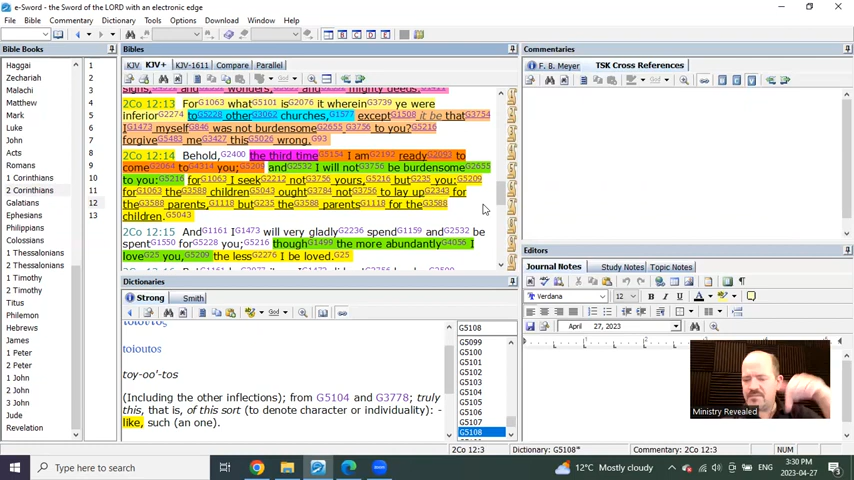 e-Sword - the Sword of the LORD with an electronic edge
File Bible Commentary Dictionary Tools Options Download Window Help
Bible Books
Haggai
Zechariah
Malachi
Matthew
Mark
Luke
John
Acts
Romans
1 Corinthians
2 Corinthians
Galatians
Ephesians
Philippians
Colossians
1 Thessalonians
2 Thessalonians
1 Timothy
2 Timothy
Titus
Philemon
Hebrews
James
1 Peter
2 Peter
1 John
2 John
3 John
Jude
Revelation
1
2
3
4
5
6
7
8
9
10
11
12
13
Bibles
KJV KJV+ KJV-1611 Compare Parallel
signs, and wonders, and mighty deeds.
2Co 12:13 For G1063 what G5101 is G2076 it wherein G3739 ye were
inferior G2274 to G5228 other G3062 churches, G1577 except G1508 it be that G3754
I G1473 myself G846 was not burdensome G2655 G3756 to you? G5216
forgive G5483 me G3427 this G5026 wrong. G93
2Co 12:14 Behold, G2400 the third time G5154 I am G2192 ready G2093 to
come G2064 to G4314 you; G5209 and G2532 I will not G3756 be burdensome G2655
to you: G5216 for G1063 I seek G2212 not G3756 yours, G5216 but G235 you: G5209
for G1063 the G3588 children G5043 ought G3784 not G3756 to lay up G2343 for
the G3588 parents, G1118 but G235 the G3588 parents G1118 for the G3588
children. G5043
2Co 12:15 And G1161 I G1473 will very gladly G2236 spend G1159 and G2532 be
spent G1550 for G5228 you; G5216 though G1499 the more abundantly G4056 I
love G25 you, G5209 the less G2276 I be loved. G25
Dictionaries
Strong Smith
τοιοῦτος
toioutos
toy-oo'-tos
(Including the other inflections); from G5104 and G3778; truly
this, that is, of this sort (to denote character or individuality): -
like, such (an one).
G5108
G5099
G5100
G5101
G5102
G5103
G5104
G5105
G5106
G5107
G5108
Commentaries
F. B. Meyer TSK Cross References
Editors
Journal Notes Study Notes Topic Notes
Verdana 12
April 27, 2023
Ministry Revealed
2Co 12:3 Dictionary: G5108* Commentary: 2Co 12:3 NUM
Type here to search
12°C Mostly cloudy
ENG
3:30 PM
2023-04-27